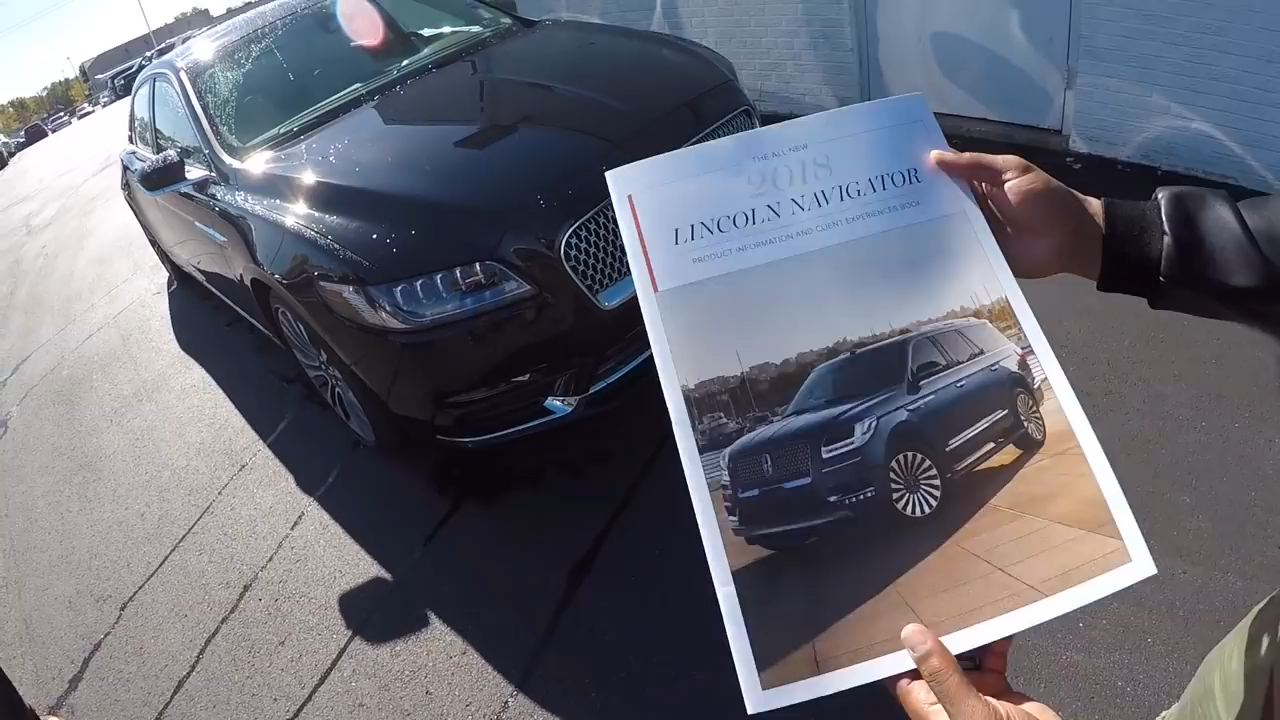 THE ALL-NEW
2018
LINCOLN NAVIGATOR
PRODUCT INFORMATION AND CLIENT EXPERIENCES BOOK